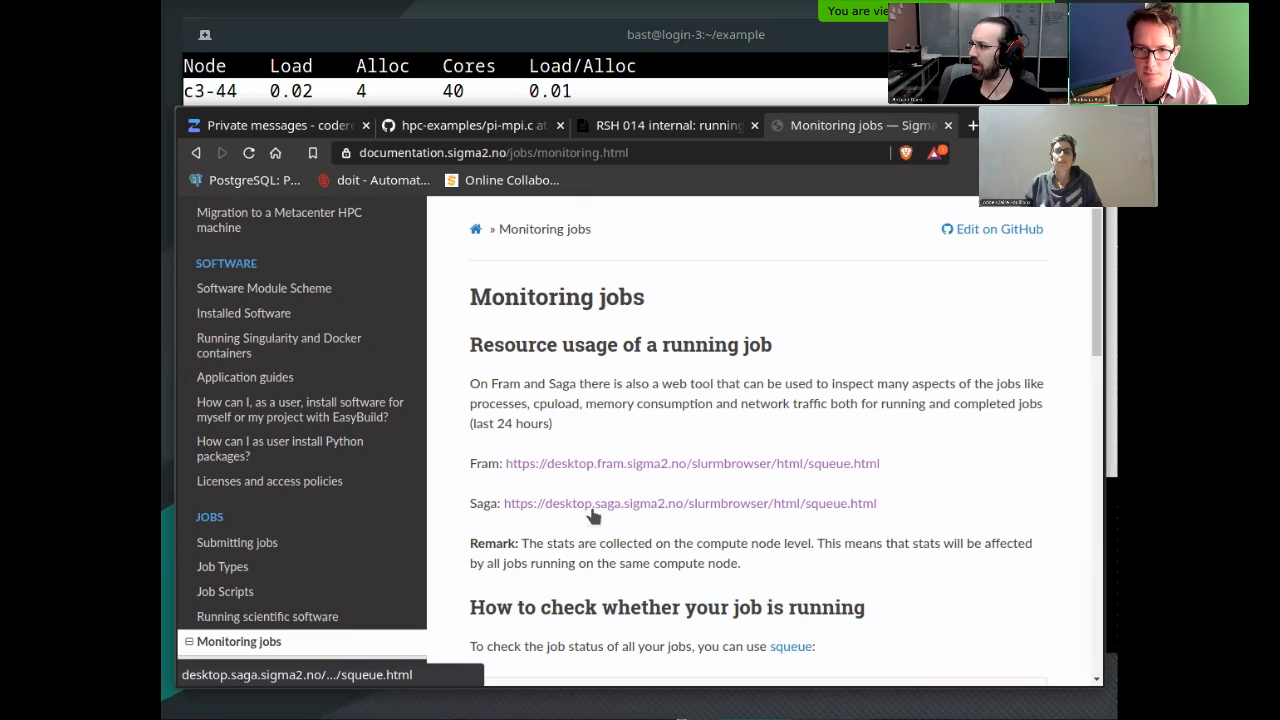 You are vie
bast@login-3:~/example
Node Load Alloc Cores Load/Alloc
c3-44 0.02 4 40 0.01
Richard Darst
Radovan Bast
Private messages - codere
hpc-examples/pi-mpi.c at
RSH 014 internal: running
Monitoring jobs — Sigma
documentation.sigma2.no/jobs/monitoring.html
PostgreSQL: P...
doit - Automat...
Online Collabo...
Anne Claire Fouilloux
Migration to a Metacenter HPC
machine
SOFTWARE
Software Module Scheme
Installed Software
Running Singularity and Docker
containers
Application guides
How can I, as a user, install software for
myself or my project with EasyBuild?
How can I as user install Python
packages?
Licenses and access policies
JOBS
Submitting jobs
Job Types
Job Scripts
Running scientific software
Monitoring jobs
desktop.saga.sigma2.no/.../squeue.html
» Monitoring jobs
Edit on GitHub
Monitoring jobs
Resource usage of a running job
On Fram and Saga there is also a web tool that can be used to inspect many aspects of the jobs like
processes, cpuload, memory consumption and network traffic both for running and completed jobs
(last 24 hours)
Fram: https://desktop.fram.sigma2.no/slurmbrowser/html/squeue.html
Saga: https://desktop.saga.sigma2.no/slurmbrowser/html/squeue.html
Remark: The stats are collected on the compute node level. This means that stats will be affected
by all jobs running on the same compute node.
How to check whether your job is running
To check the job status of all your jobs, you can use squeue: